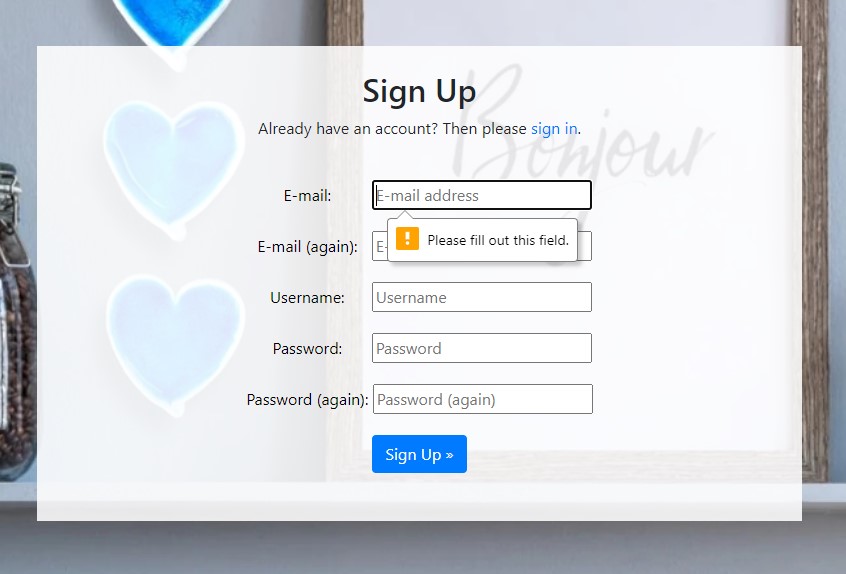 Sign Up
Already have an account? Then please sign in.
Bonjour
E-mail: E-mail address
Please fill out this field.
E-mail (again): E-
Username: Username
Password: Password
Password (again): Password (again)
Sign Up »